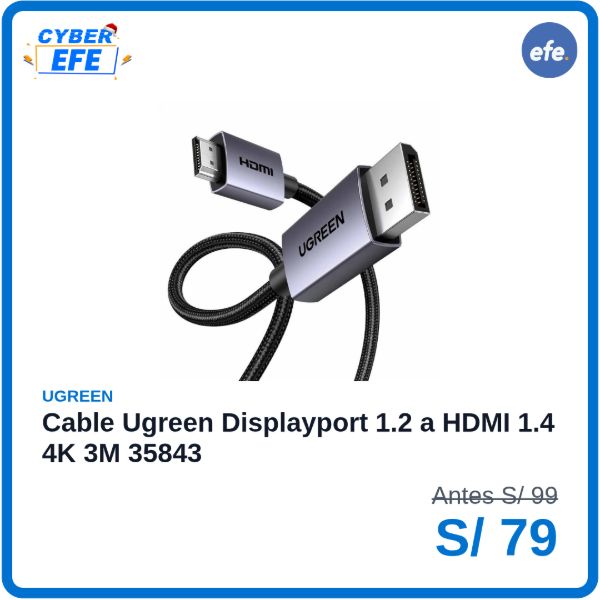 CYBER
EFE
efe.
HDMI
UGREEN
UGREEN
Cable Ugreen Displayport 1.2 a HDMI 1.4
4K 3M 35843
Antes S/ 99
S/ 79